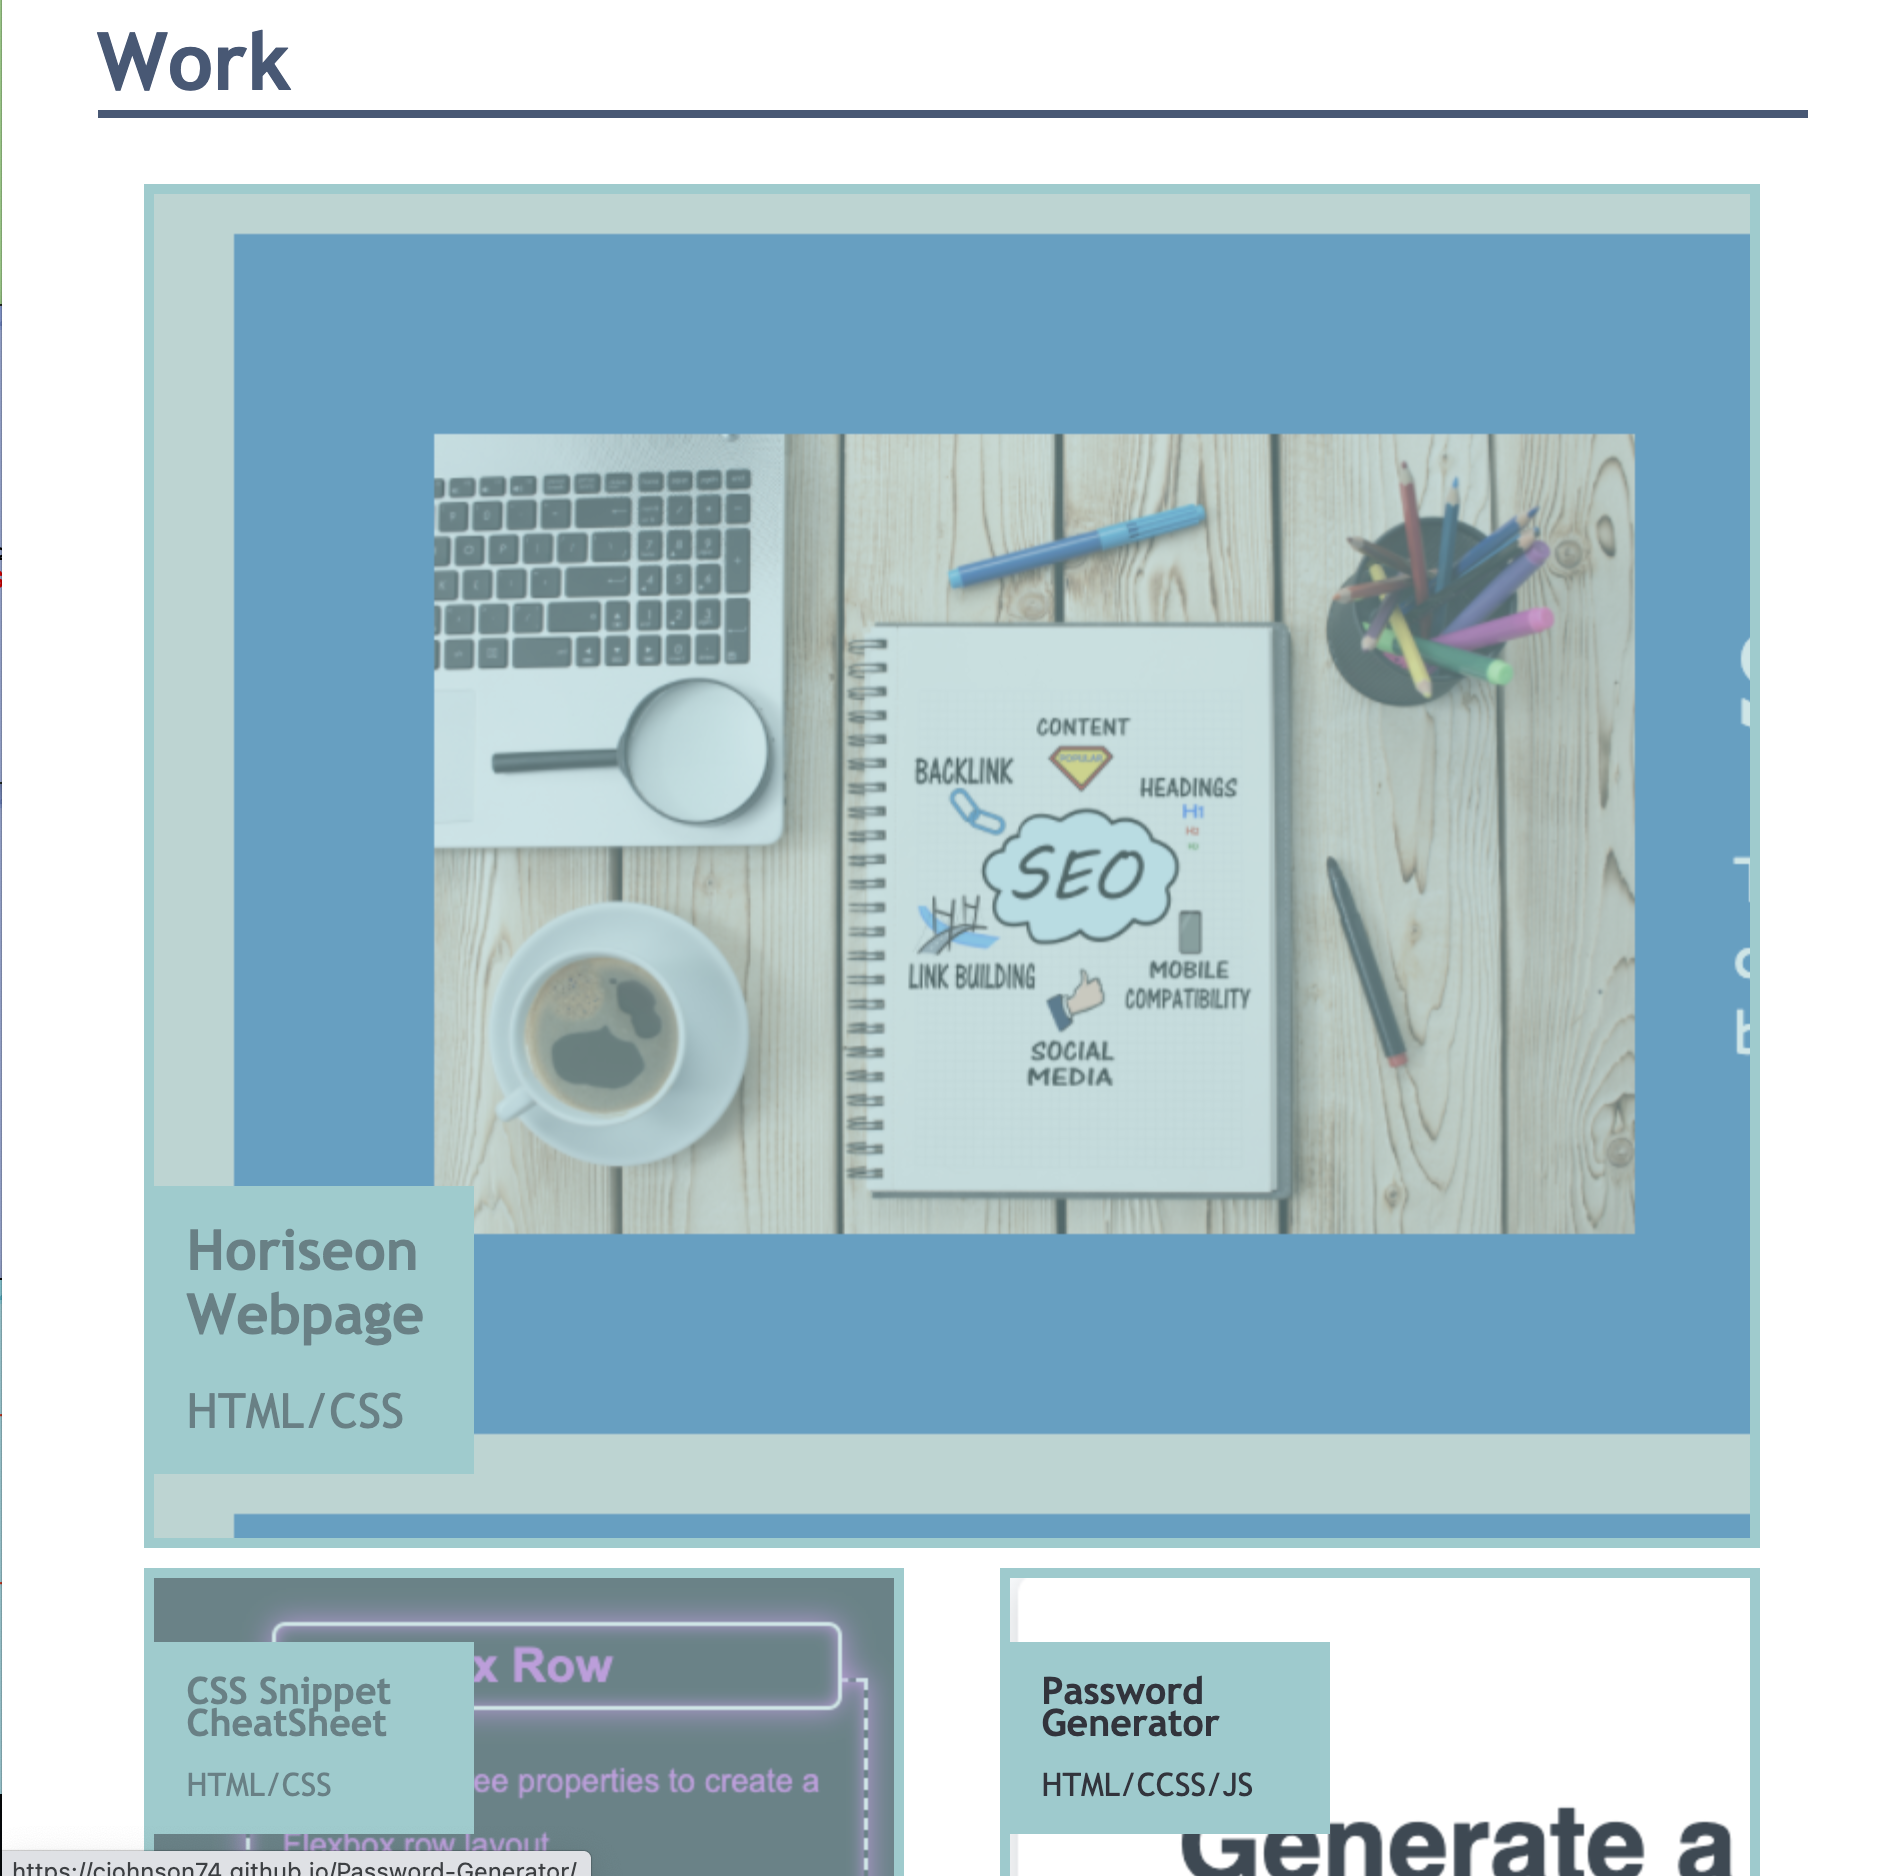 Work
CONTENT
POPULAR
BACKLINK
HEADINGS
H1
H2
SEO
LINK BUILDING
MOBILE
COMPATIBILITY
SOCIAL
MEDIA
Horiseon
Webpage
HTML/CSS
x Row
CSS Snippet
CheatSheet
HTML/CSS
ee properties to create a
Flexbox row layout
Password
Generator
HTML/CCSS/JS
Generate a
https://cjohnson74.github.io/Password-Generator/